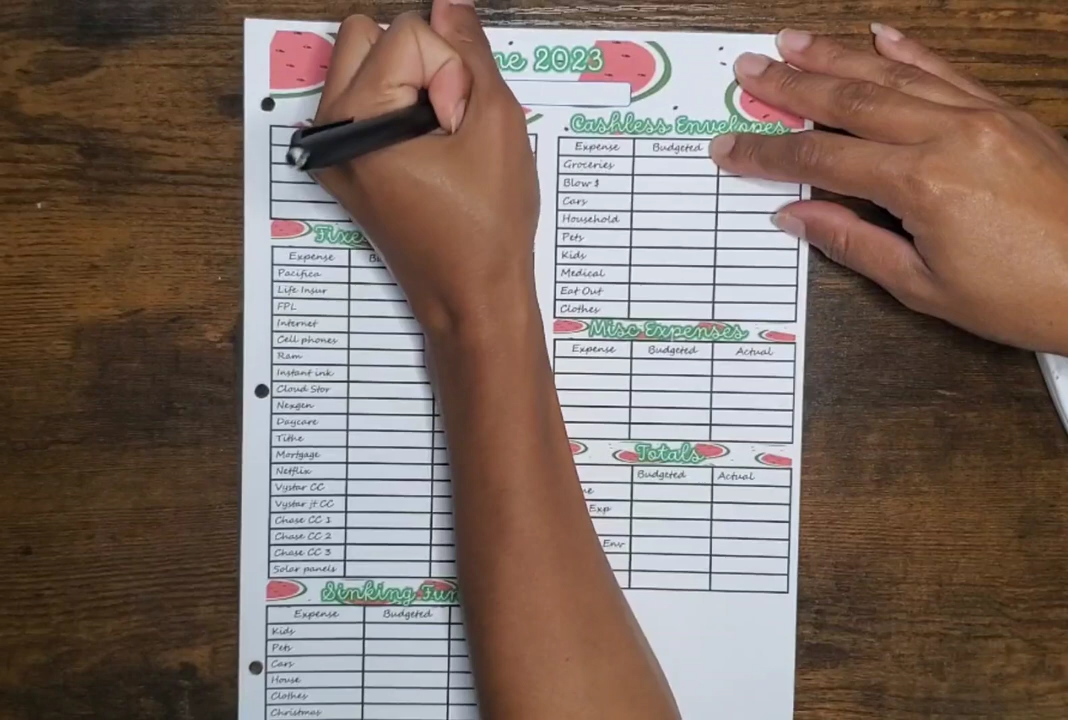 2023
Cashless Envelopes
Expense Budgeted
Groceries
Blow $
Cars
Household
Pets
Kids
Medical
Eat Out
Clothes
Misc Expenses
Expense Budgeted Actual
Totals
Budgeted Actual
Exp
Env
Expense
Pacifica
Life Insur
FPL
Internet
Cell phones
Ram
Instant ink
Cloud Stor
Nexgen
Daycare
Tithe
Mortgage
Netflix
Vystar CC
Vystar jt CC
Chase CC 1
Chase CC 2
Chase CC 3
Solar panels
Sinking
Expense Budgeted
Kids
Pets
Cars
House
Clothes
Christmas